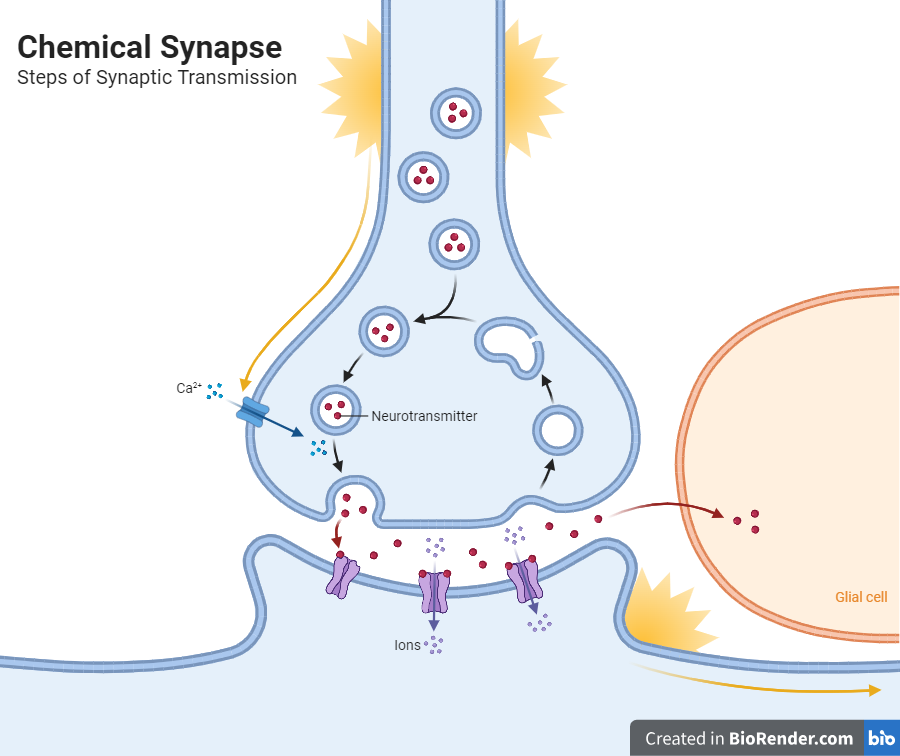 Chemical Synapse
Steps of Synaptic Transmission
Ca²⁺
Neurotransmitter
Glial cell
Ions
Created in BioRender.com bio